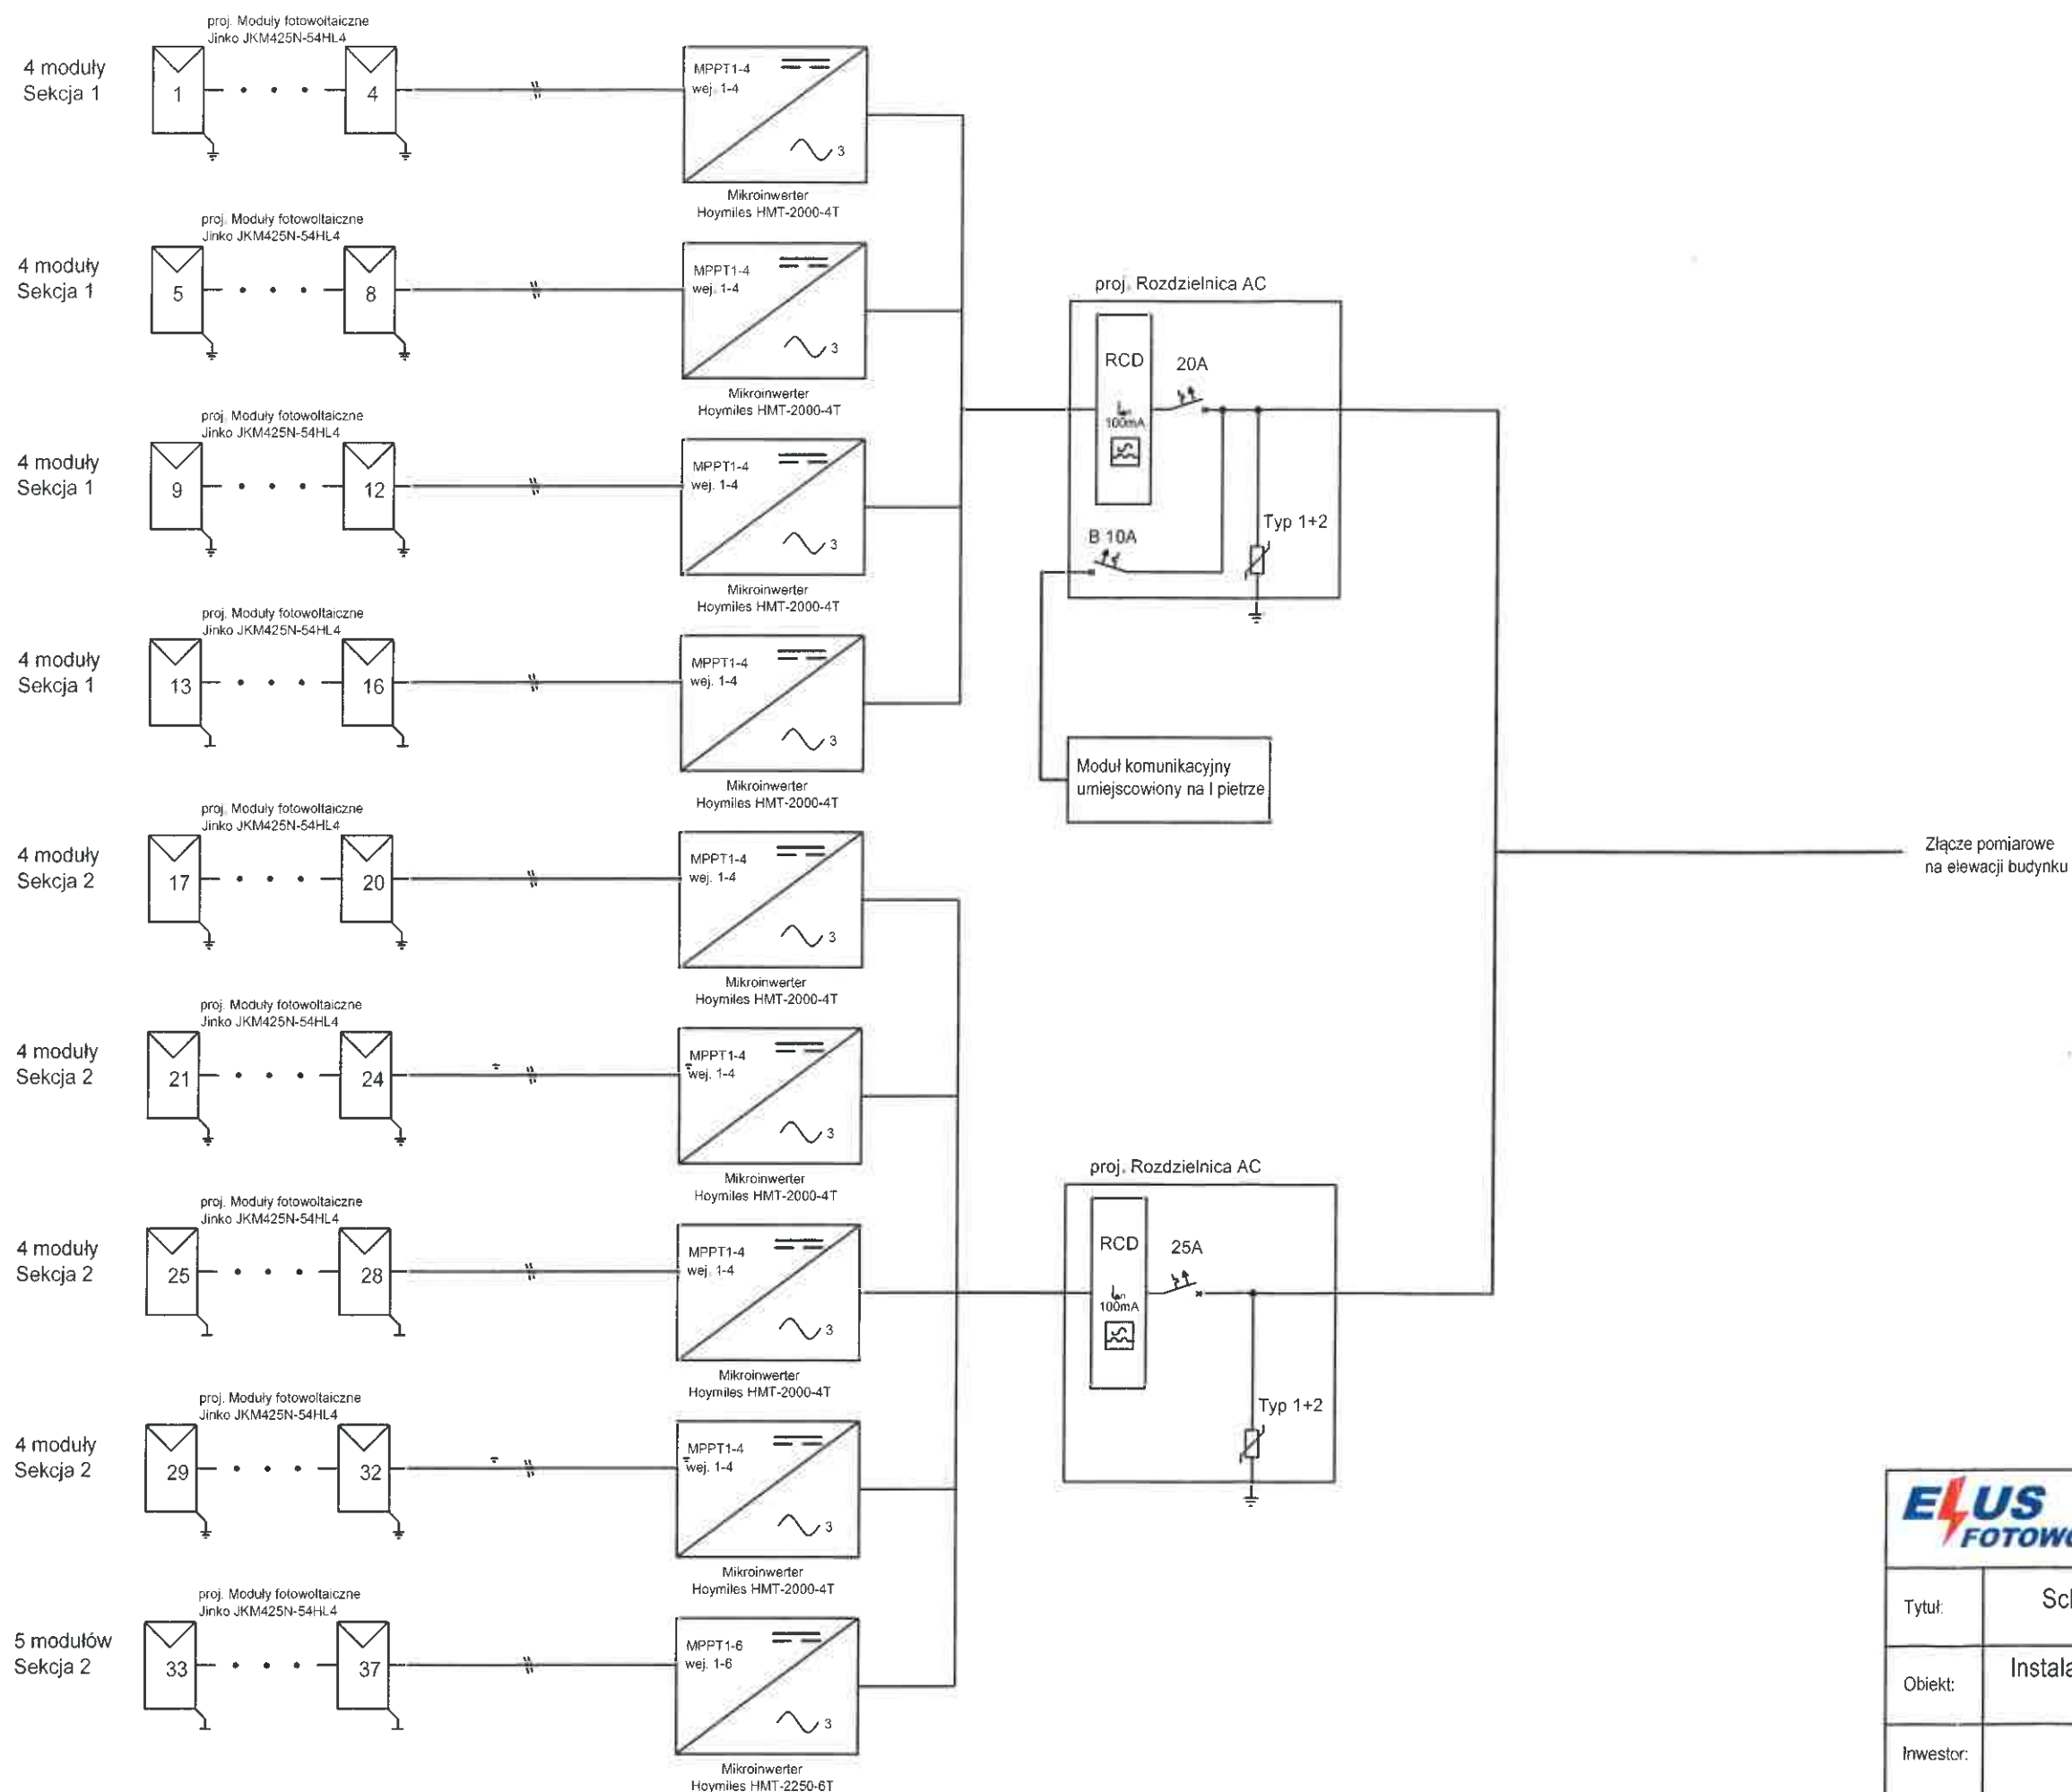 proj. Moduły fotowoltaiczne
Jinko JKM425N-54HL4
4 moduły
Sekcja 1
1
4
MPPT1-4
wej. 1-4
3
Mikroinwerter
Hoymiles HMT-2000-4T
proj. Moduły fotowoltaiczne
Jinko JKM425N-54HL4
4 moduły
Sekcja 1
5
8
MPPT1-4
wej. 1-4
3
Mikroinwerter
Hoymiles HMT-2000-4T
proj. Moduły fotowoltaiczne
Jinko JKM425N-54HL4
4 moduły
Sekcja 1
9
12
MPPT1-4
wej. 1-4
3
Mikroinwerter
Hoymiles HMT-2000-4T
proj. Moduły fotowoltaiczne
Jinko JKM425N-54HL4
4 moduły
Sekcja 1
13
16
MPPT1-4
wej. 1-4
3
Mikroinwerter
Hoymiles HMT-2000-4T
proj. Moduły fotowoltaiczne
Jinko JKM425N-54HL4
4 moduły
Sekcja 2
17
20
MPPT1-4
wej. 1-4
3
Mikroinwerter
Hoymiles HMT-2000-4T
proj. Moduły fotowoltaiczne
Jinko JKM425N-54HL4
4 moduły
Sekcja 2
21
24
MPPT1-4
wej. 1-4
3
Mikroinwerter
Hoymiles HMT-2000-4T
proj. Moduły fotowoltaiczne
Jinko JKM425N-54HL4
4 moduły
Sekcja 2
25
28
MPPT1-4
wej. 1-4
3
Mikroinwerter
Hoymiles HMT-2000-4T
proj. Moduły fotowoltaiczne
Jinko JKM425N-54HL4
4 moduły
Sekcja 2
29
32
MPPT1-4
wej. 1-4
3
Mikroinwerter
Hoymiles HMT-2000-4T
proj. Moduły fotowoltaiczne
Jinko JKM425N-54HL4
5 modułów
Sekcja 2
33
37
MPPT1-6
wej. 1-6
3
Mikroinwerter
Hoymiles HMT-2250-6T
proj. Rozdzielnica AC
RCD
20A
100mA
Typ 1+2
B 10A
Moduł komunikacyjny
umiejscowiony na I pietrze
proj. Rozdzielnica AC
RCD
25A
100mA
Typ 1+2
Złącze pomiarowe
na elewacji budynku
ELUS
Tytuł:
Obiekt:
Inwestor: